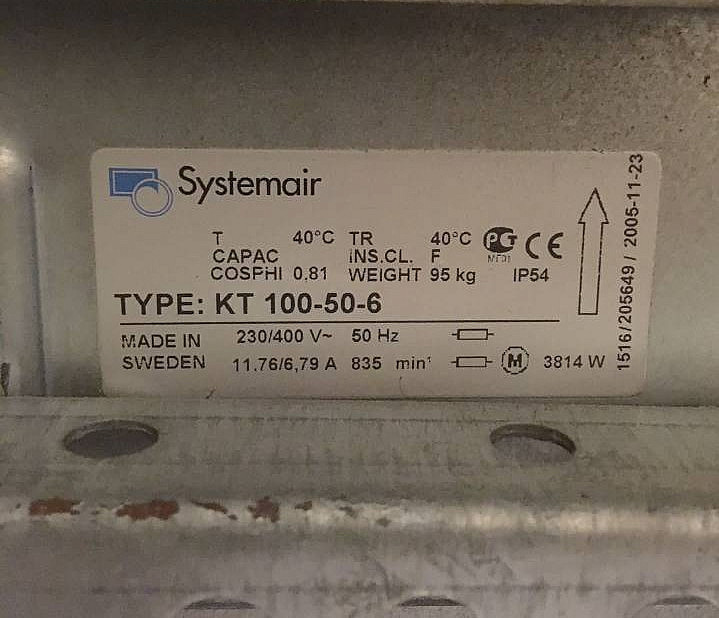 Systemair
T 40°C TR 40°C PCT CE
CAPAC INS.CL. F
COSPHI 0.81 WEIGHT 95 kg IP54
TYPE: KT 100-50-6
MADE IN 230/400 V~ 50 Hz
SWEDEN 11.76/6,79 A 835 min¹ M 3814 W
1516/205649/ 2005-11-23